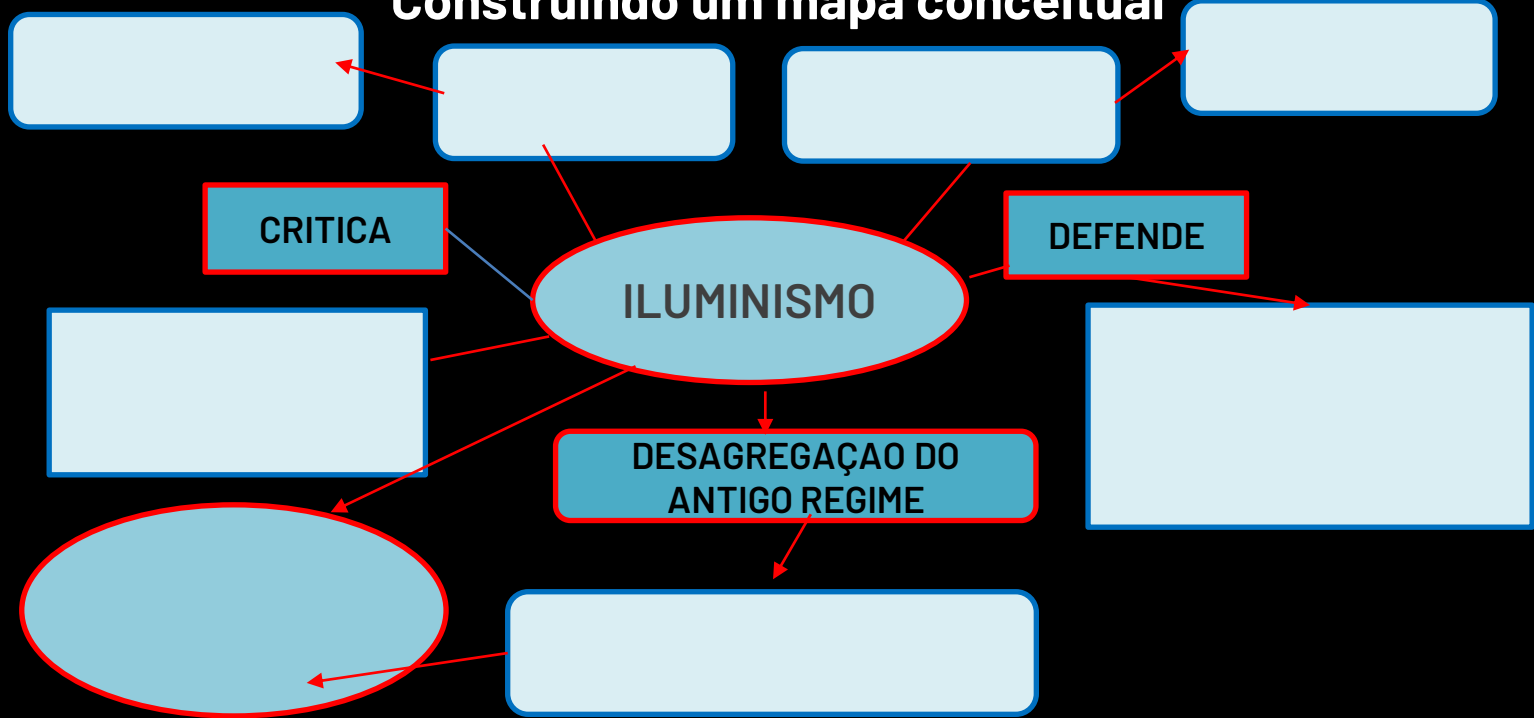 Construindo um mapa conceitual
CRITICA
DEFENDE
ILUMINISMO
DESAGREGAÇAO DO
ANTIGO REGIME